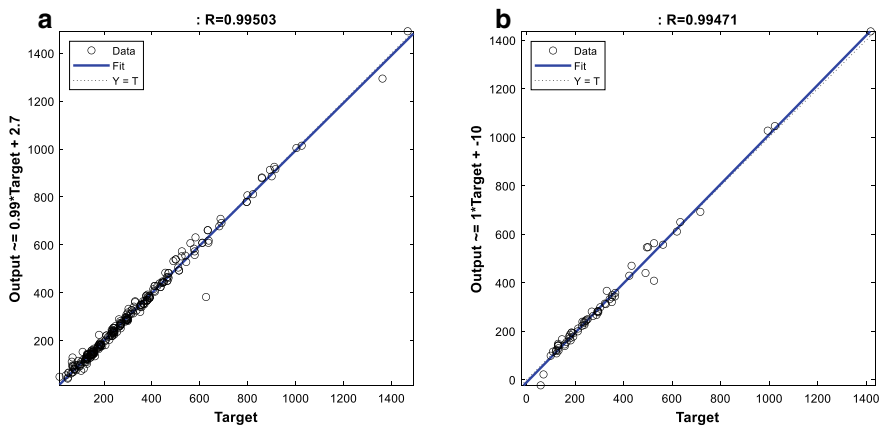 a
: R=0.99503
Output ~= 0.99*Target + 2.7
1400
1200
1000
800
600
400
200
Data
Fit
Y = T
200 400 600 800 1000 1200 1400
Target
b
: R=0.99471
Output ~= 1*Target + -10
1400
1200
1000
800
600
400
200
0
Data
Fit
Y = T
0 200 400 600 800 1000 1200 1400
Target